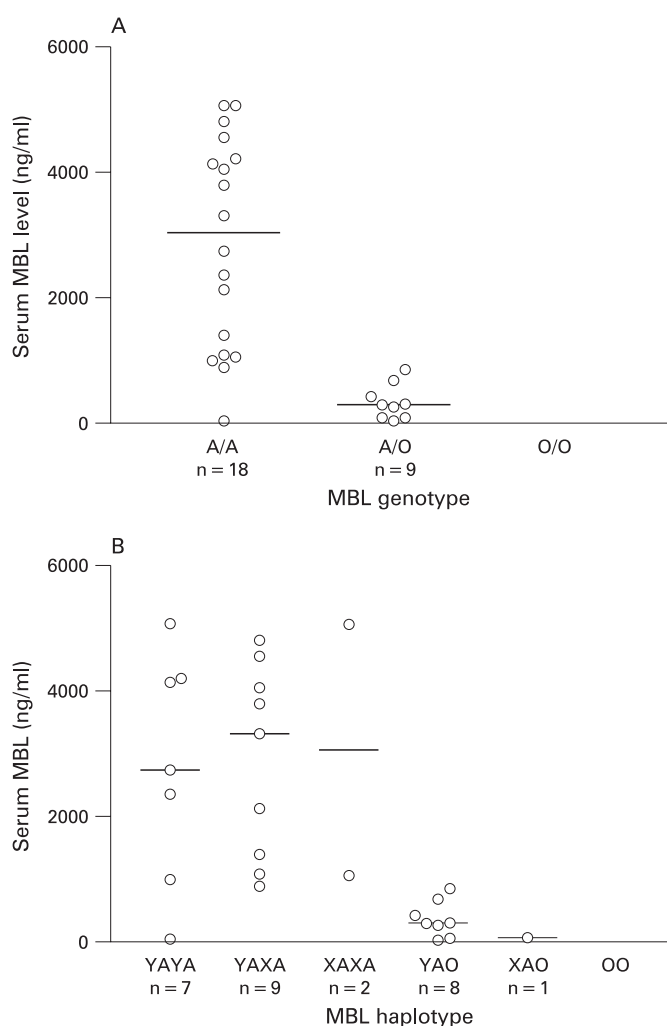 A
6000
4000
2000
0
Serum MBL level (ng/ml)
A/A A/O O/O
n = 18 n = 9
MBL genotype
B
6000
4000
2000
0
Serum MBL (ng/ml)
YAYA YAXA XAXA YAO XAO OO
n = 7 n = 9 n = 2 n = 8 n = 1
MBL haplotype